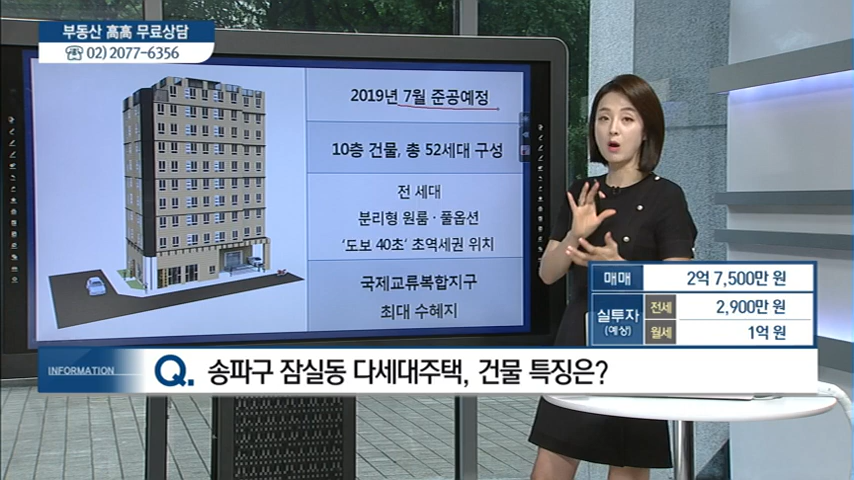 부동산 高高 무료상담
☎ 02) 2077-6356
2019년 7월 준공예정
10층 건물, 총 52세대 구성
전 세대
분리형 원룸·풀옵션
'도보 40초' 초역세권 위치
국제교류복합지구
최대 수혜지
매매 2억 7,500만 원
실투자 (예상) 전세 2,900만 원
월세 1억 원
INFORMATION Q. 송파구 잠실동 다세대주택, 건물 특징은?